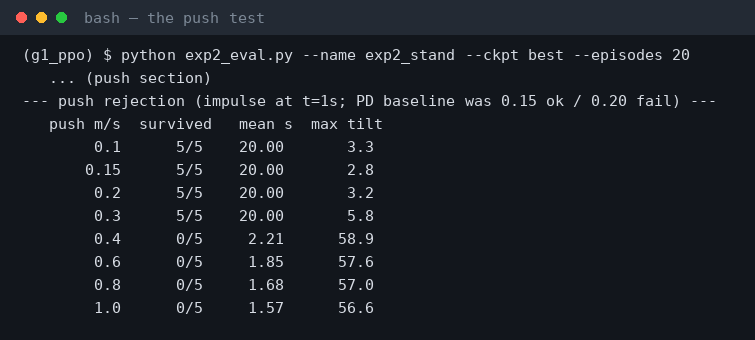 bash — the push test
(g1_ppo) $ python exp2_eval.py --name exp2_stand --ckpt best --episodes 20
... (push section)
--- push rejection (impulse at t=1s; PD baseline was 0.15 ok / 0.20 fail) ---
push m/s  survived   mean s  max tilt
0.1      5/5    20.00       3.3
0.15      5/5    20.00       2.8
0.2      5/5    20.00       3.2
0.3      5/5    20.00       5.8
0.4      0/5     2.21      58.9
0.6      0/5     1.85      57.6
0.8      0/5     1.68      57.0
1.0      0/5     1.57      56.6